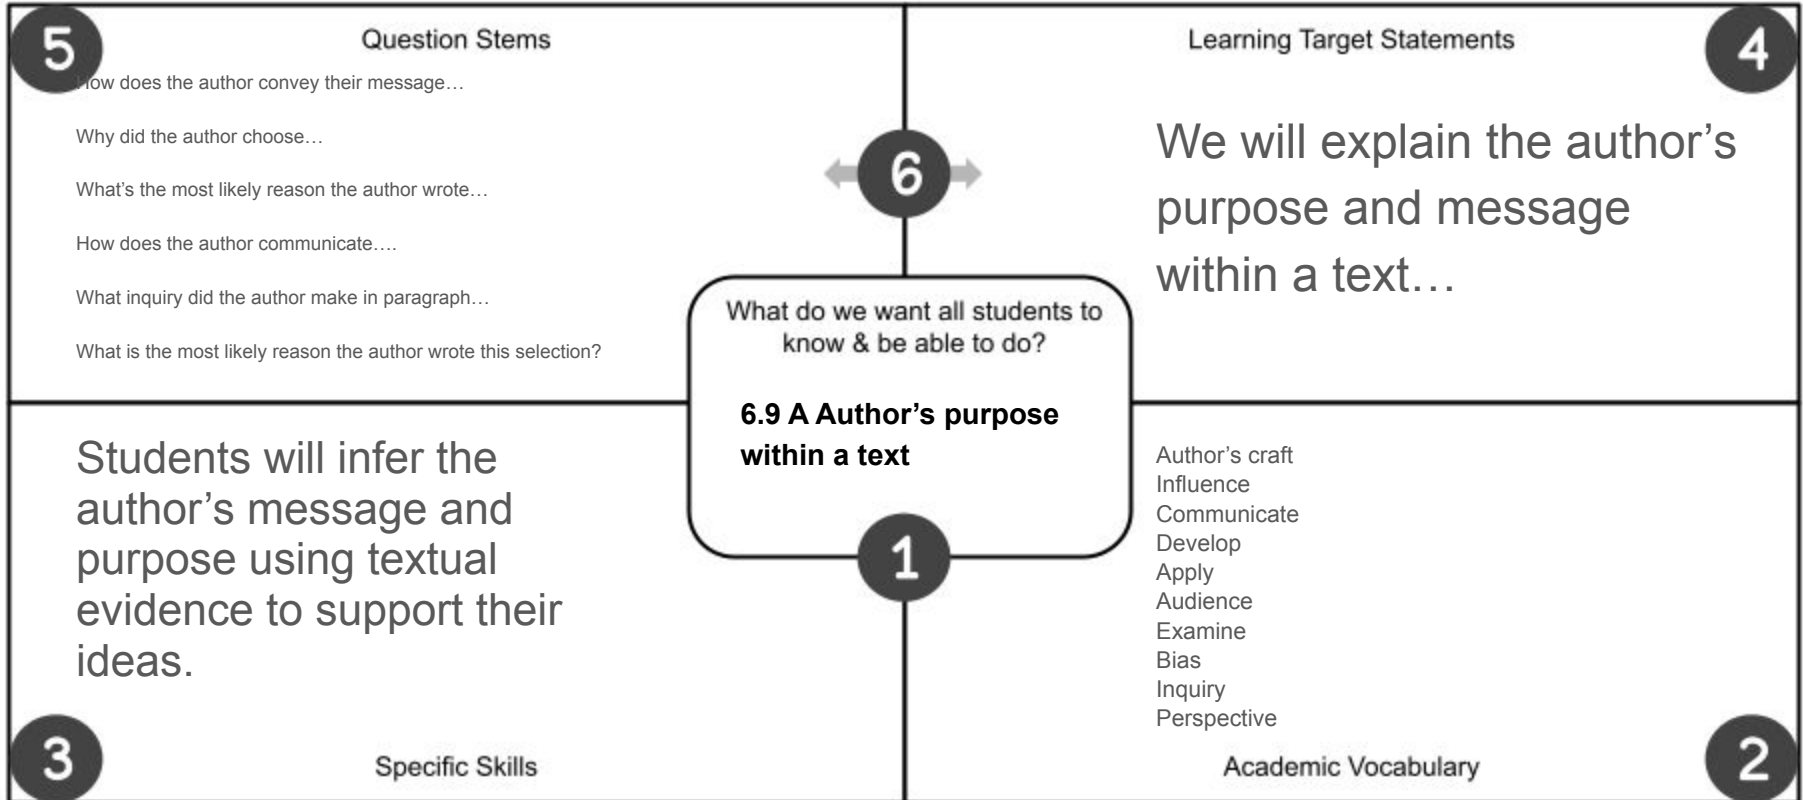 5
Question Stems
How does the author convey their message…
Why did the author choose…
What's the most likely reason the author wrote…
How does the author communicate….
What inquiry did the author make in paragraph…
What is the most likely reason the author wrote this selection?
Learning Target Statements
4
We will explain the author's
purpose and message
within a text…
6
What do we want all students to
know & be able to do?
6.9 A Author's purpose
within a text
1
Students will infer the
author's message and
purpose using textual
evidence to support their
ideas.
3
Specific Skills
Author's craft
Influence
Communicate
Develop
Apply
Audience
Examine
Bias
Inquiry
Perspective
Academic Vocabulary
2